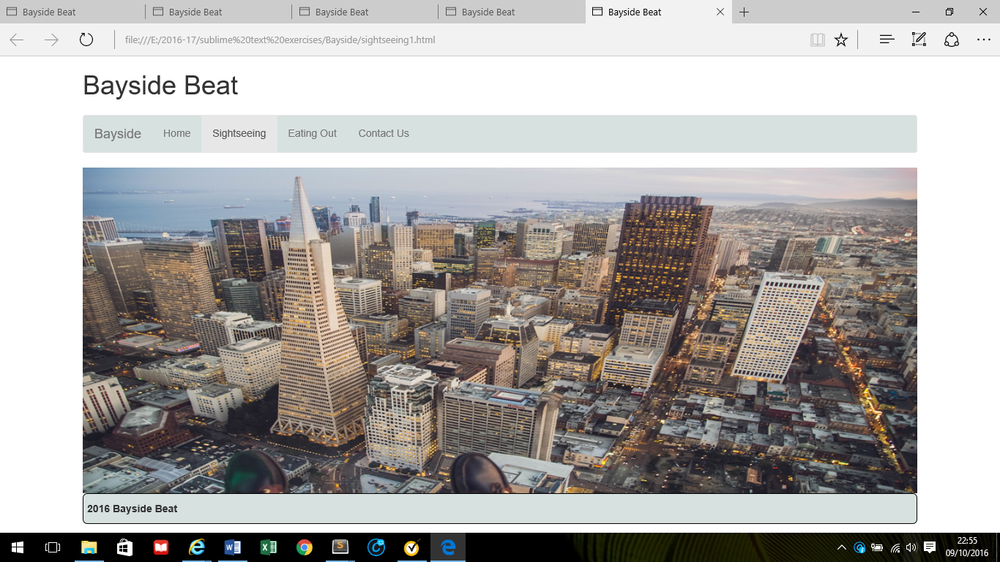 Bayside Beat
Bayside Beat
Bayside Beat
Bayside Beat
Bayside Beat
file:///E:/2016-17/sublime%20text%20exercises/Bayside/sightseeing1.html
Bayside Beat
Bayside Home Sightseeing Eating Out Contact Us
2016 Bayside Beat
22:55
09/10/2016